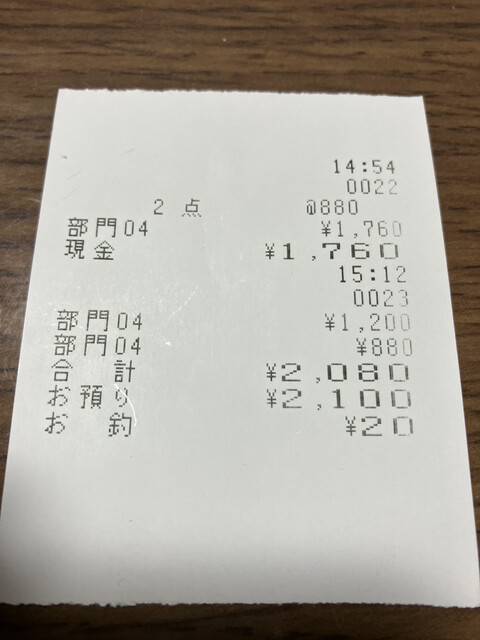 14:54
0022
2 点 @880
部門04 ¥1,760
現金 ¥1,760
15:12
0023
部門04 ¥1,200
部門04 ¥880
合 計 ¥2,080
お預り ¥2,100
お 釣 ¥20